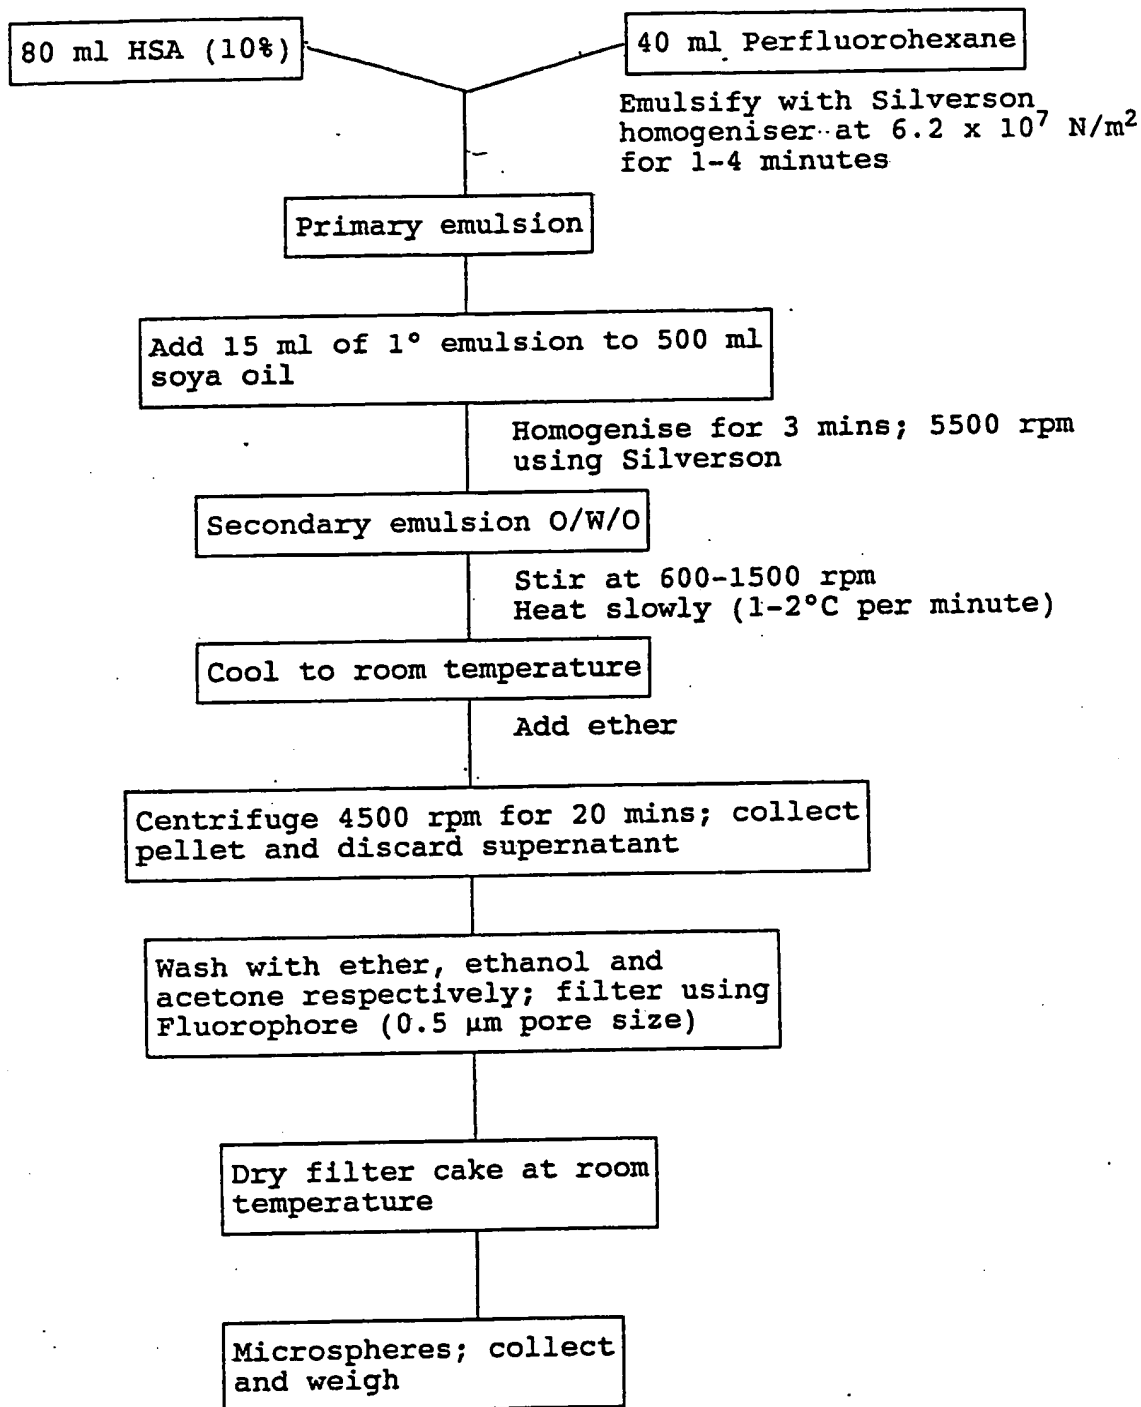 80 ml HSA (10%)
40 ml Perfluorohexane
Emulsify with Silverson
homogeniser at 6.2 x 10⁷ N/m²
for 1-4 minutes
Primary emulsion
Add 15 ml of 1° emulsion to 500 ml
soya oil
Homogenise for 3 mins; 5500 rpm
using Silverson
Secondary emulsion O/W/O
Stir at 600-1500 rpm
Heat slowly (1-2°C per minute)
Cool to room temperature
Add ether
Centrifuge 4500 rpm for 20 mins; collect
pellet and discard supernatant
Wash with ether, ethanol and
acetone respectively; filter using
Fluorophore (0.5 µm pore size)
Dry filter cake at room
temperature
Microspheres; collect
and weigh